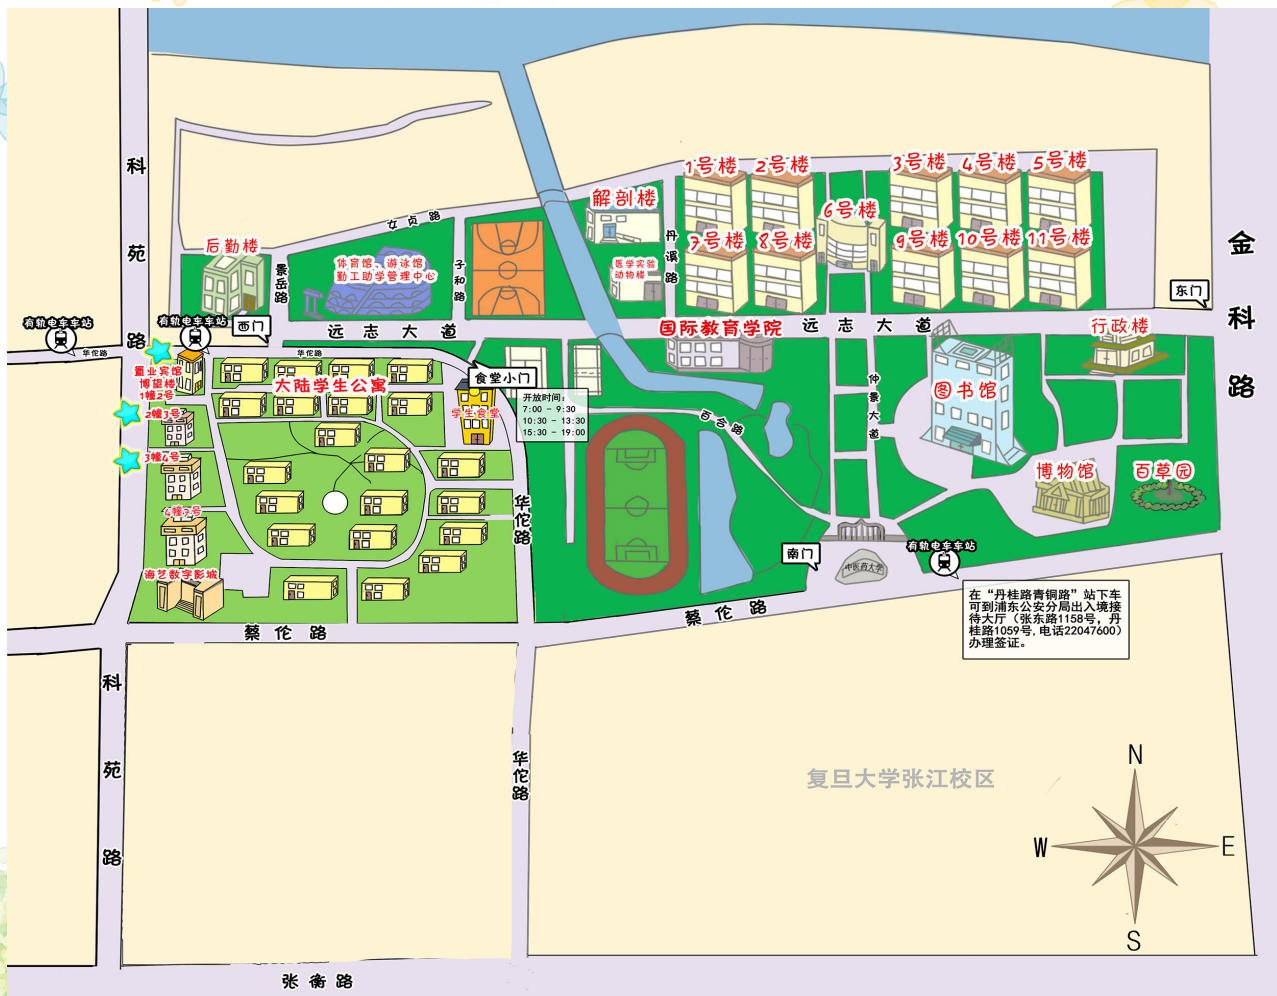 科
苑
路
1号楼
2号楼
3号楼
4号楼
5号楼
解剖楼
6号楼
女贞路
丹溪路
7号楼
8号楼
9号楼
10号楼
11号楼
金
科
路
后勤楼
景岳路
体育馆、游泳馆
勤工助学管理中心
子和路
医学实验
动物楼
东门
有轨电车车站
有轨电车车站
西门
远志大道
国际教育学院
远志大道
行政楼
华佗路
华佗路
置业宾馆
博望楼
1幢2号
大陆学生公寓
食堂小门
开放时间:
7:00 - 9:30
10:30 - 13:30
15:30 - 19:00
学生食堂
仲景大道
图书馆
2幢3号
百合路
3幢4号
博物馆
百草园
4幢7号
华佗路
南门
中医药大学
有轨电车车站
海艺数字影城
在“丹桂路青铜路”站下车
可到浦东公安分局出入境接
待大厅（张东路1158号，丹
桂路1059号,电话22047600）
办理签证。
蔡伦路
蔡伦路
科
苑
路
华佗路
复旦大学张江校区
N
W
E
S
张衡路